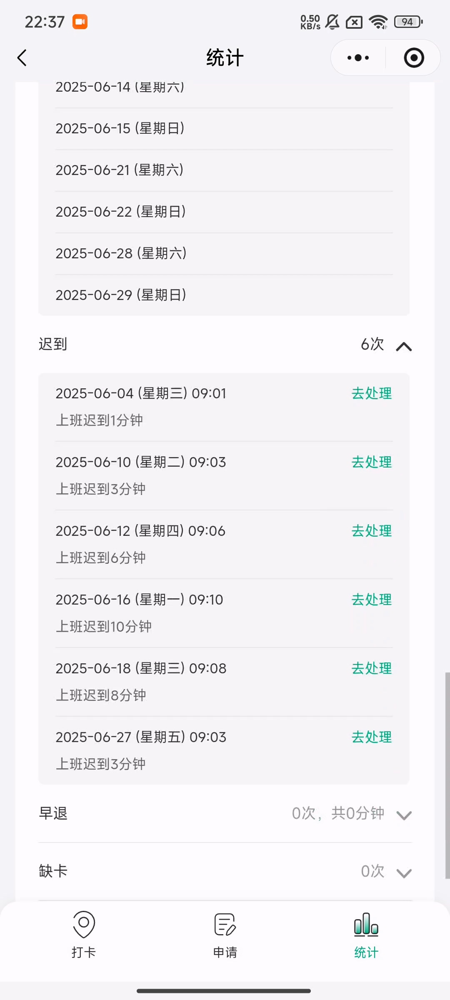 22:37
0.50
KB/s
94
统计
2025-06-14 (星期六)
2025-06-15 (星期日)
2025-06-21 (星期六)
2025-06-22 (星期日)
2025-06-28 (星期六)
2025-06-29 (星期日)
迟到 6次
2025-06-04 (星期三) 09:01 去处理
上班迟到1分钟
2025-06-10 (星期二) 09:03 去处理
上班迟到3分钟
2025-06-12 (星期四) 09:06 去处理
上班迟到6分钟
2025-06-16 (星期一) 09:10 去处理
上班迟到10分钟
2025-06-18 (星期三) 09:08 去处理
上班迟到8分钟
2025-06-27 (星期五) 09:03 去处理
上班迟到3分钟
早退 0次，共0分钟
缺卡 0次
打卡 申请 统计